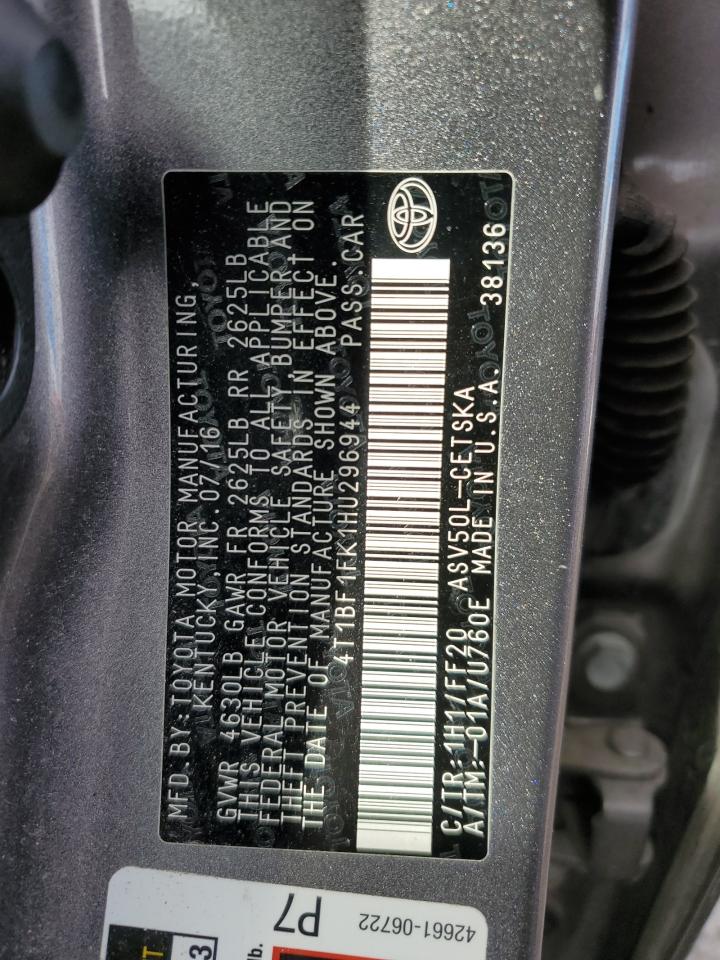 MFD.BY:TOYOTA MOTOR MANUFACTURING,
KENTUCKY,INC.07/16
GVWR 4630LB GAWR FR 2625LB RR 2625LB
THIS VEHICLE CONFORMS TO ALL APPLICABLE
FEDERAL MOTOR VEHICLE SAFETY,BUMPER,AND
THEFT PREVENTION STANDARDS IN EFFECT ON
THE DATE OF MANUFACTURE SHOWN ABOVE.
4T1BF1FK1HU296944 PASS.CAR
C/TR:1H1/FF20 ASV50L-CETSKA
A/TM:-01A/U760E MADE IN U.S.A. 38136
P7
42661-06722
3
lb.